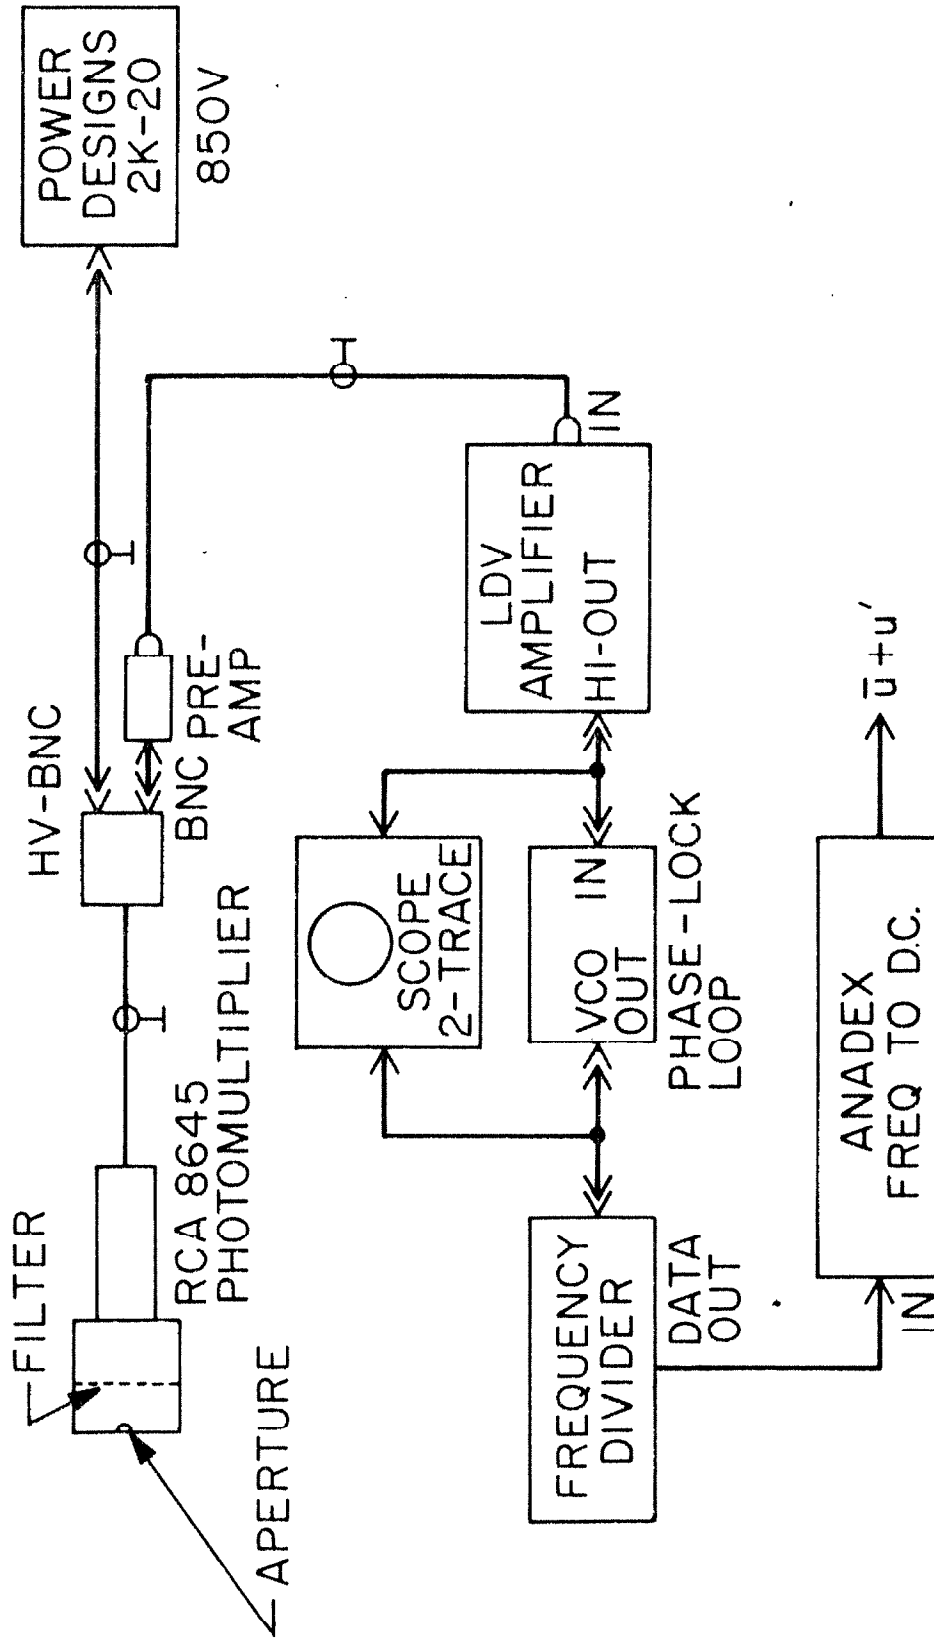 FILTER
APERTURE
RCA 8645
PHOTOMULTIPLIER
HV-BNC
BNC
PRE-
AMP
POWER
DESIGNS
2K-20
850V
SCOPE
2-TRACE
LDV
AMPLIFIER
HI-OUT
IN
VCO IN
OUT
PHASE-LOCK
LOOP
FREQUENCY
DIVIDER
DATA
OUT
ANADEX
FREQ TO D.C.
IN
u̅+u'